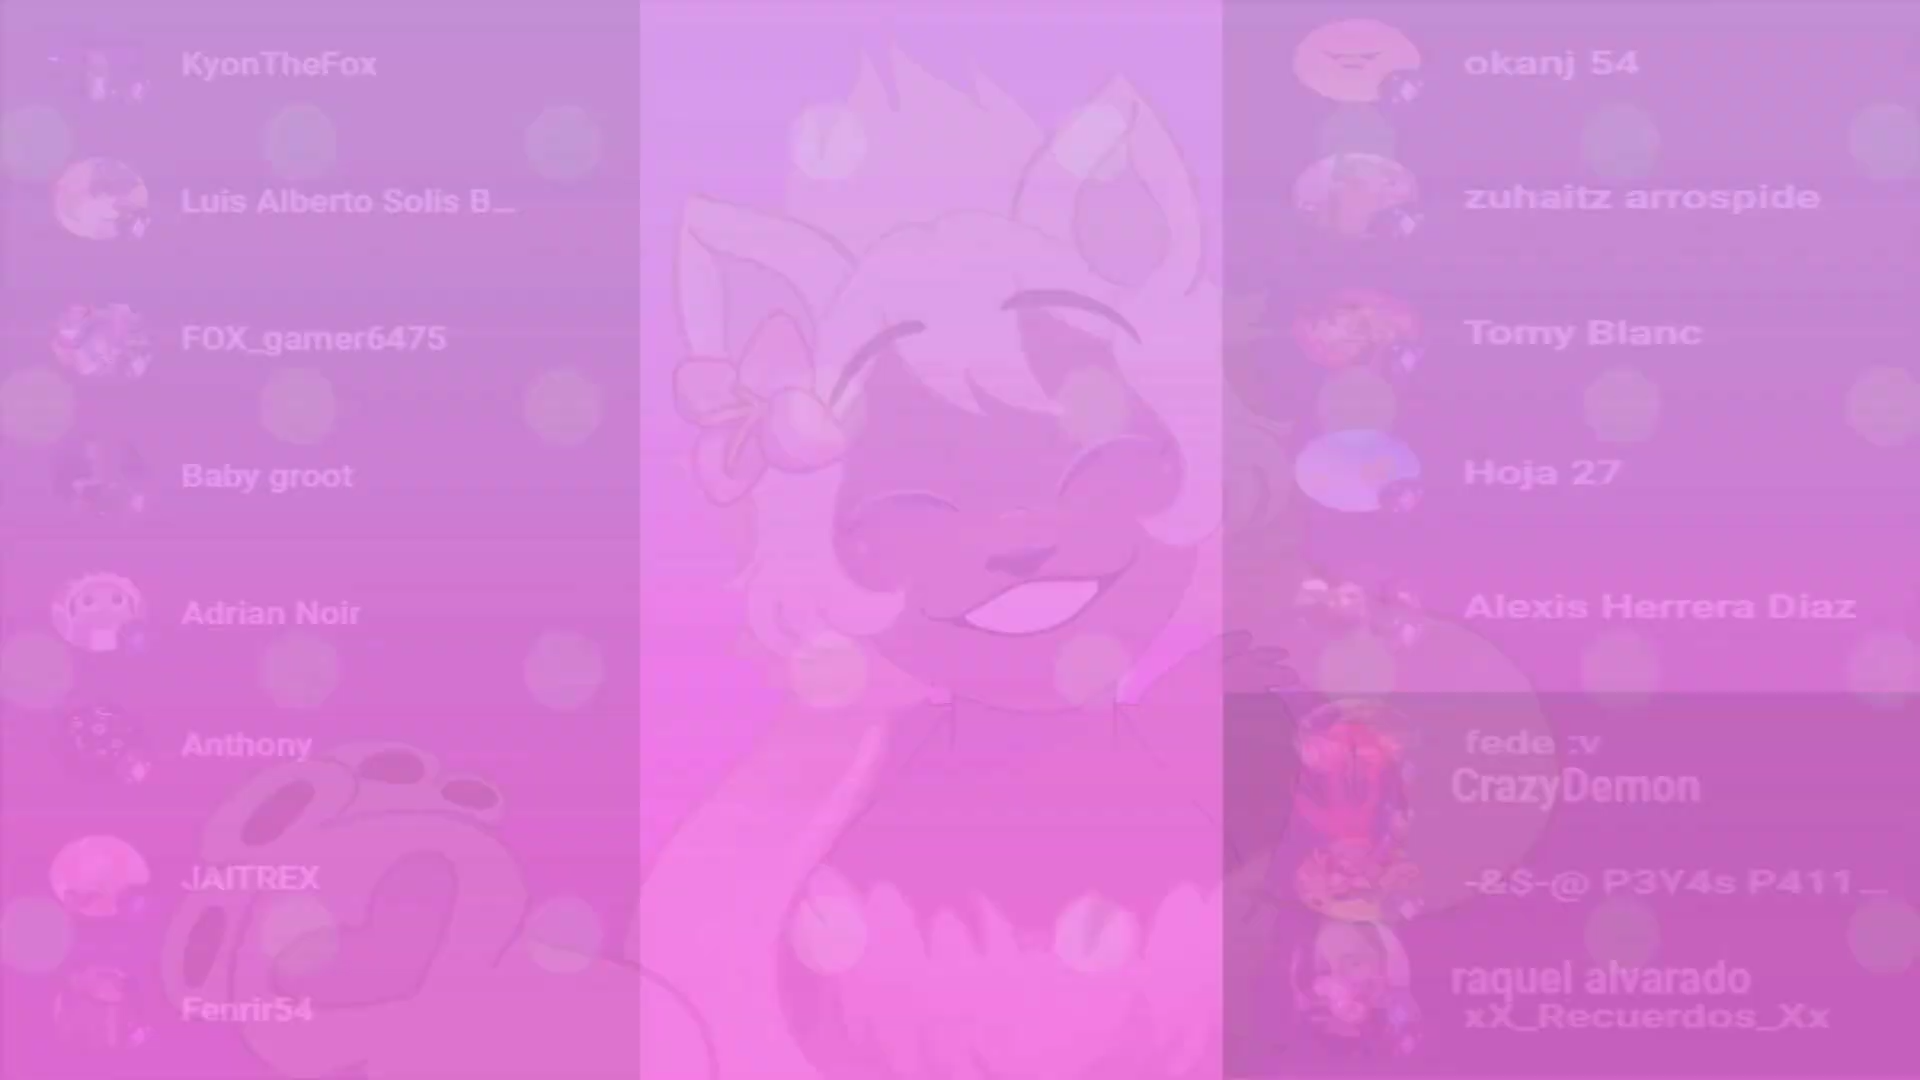 KyonTheFox
Luis Alberto Solis B...
FOX_gamer6475
Baby groot
Adrian Noir
Anthony
JAITREX
Fenrir54
okanj 54
zuhaitz arrospide
Tomy Blanc
Hoja 27
Alexis Herrera Diaz
fede :v
CrazyDemon
-&$-@ P3Y4s P411...
raquel alvarado
xX_Recuerdos_Xx